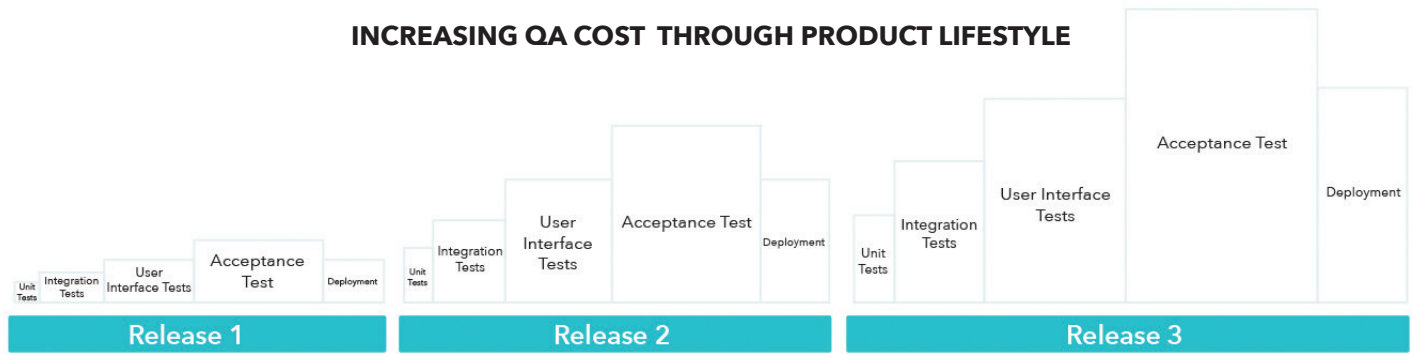 INCREASING QA COST THROUGH PRODUCT LIFESTYLE
Unit
Tests
Integration
Tests
User
Interface Tests
Acceptance
Test
Deployment
Release 1
Unit
Tests
Integration
Tests
User
Interface
Tests
Acceptance Test
Deployment
Release 2
Unit
Tests
Integration
Tests
User Interface
Tests
Acceptance Test
Deployment
Release 3